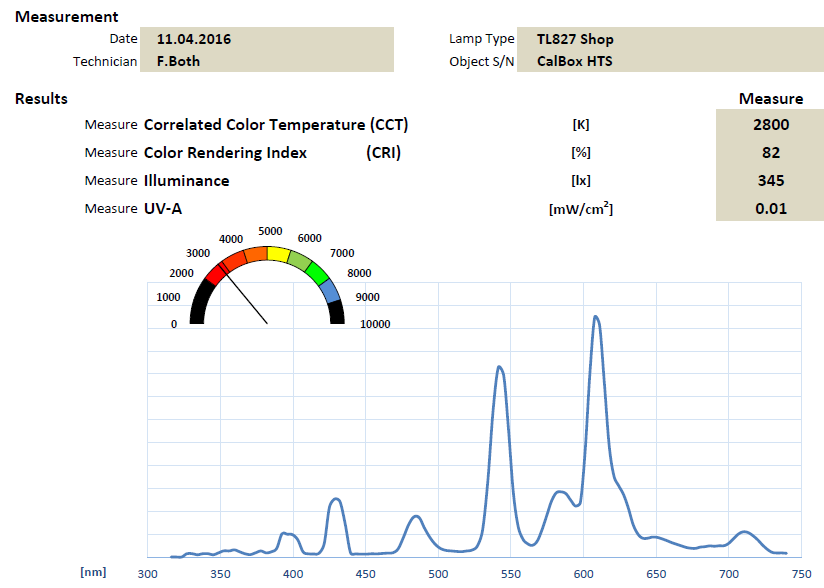 Measurement
Date 11.04.2016 Lamp Type TL827 Shop
Technician F.Both Object S/N CalBox HTS
Results Measure
Measure Correlated Color Temperature (CCT) [K] 2800
Measure Color Rendering Index (CRI) [%] 82
Measure Illuminance [lx] 345
Measure UV-A [mW/cm²] 0.01
0 1000 2000 3000 4000 5000 6000 7000 8000 9000 10000
[nm] 300 350 400 450 500 550 600 650 700 750